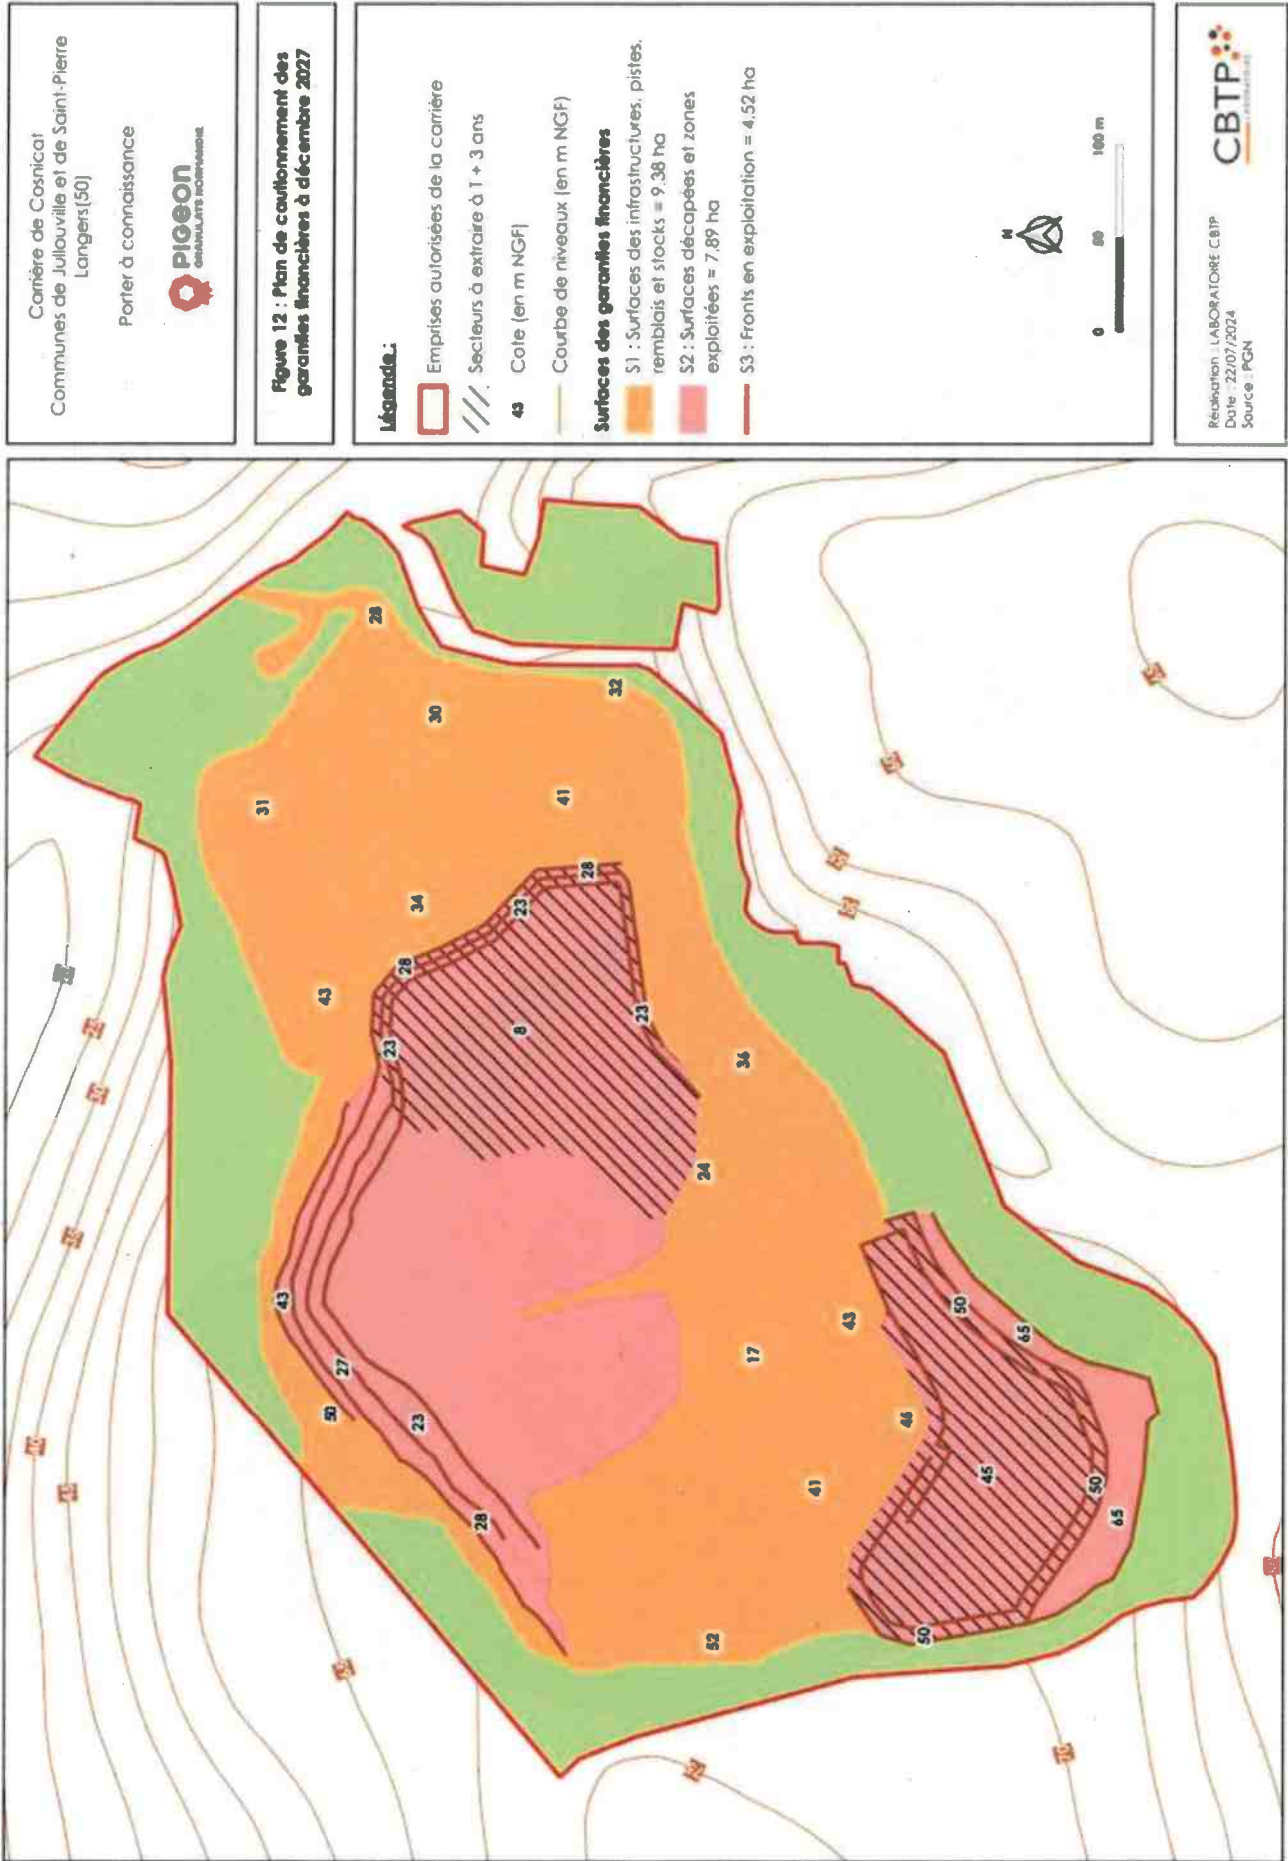 Carrière de Cosnicat
Communes de Jullouville et de Saint-Pierre
Langers(50)
Porter à connaissance
PIGEON
GRANULATS NORMANDIE
Figure 12 : Plan de cautionnement des
garanties financières à décembre 2027
Légende :
Emprises autorisées de la carrière
Secteurs à extraire à T + 3 ans
43 Cote (en m NGF)
Courbe de niveaux (en m NGF)
Surfaces des garanties financières
S1 : Surfaces des infrastructures, pistes,
remblais et stocks = 9.38 ha
S2 : Surfaces décapées et zones
exploitées = 7,89 ha
S3 : Fronts en exploitation = 4,52 ha
N
0 50 100 m
Réalisation : LABORATOIRE CBTP
Date : 22/07/2024
Source : PGN
CBTP
LABORATOIRE
28
30
32
31
41
34
28
23
28
43
23
8
23
36
24
43
27
50
23
28
17
43
46
41
52
50
65
45
50
65
50